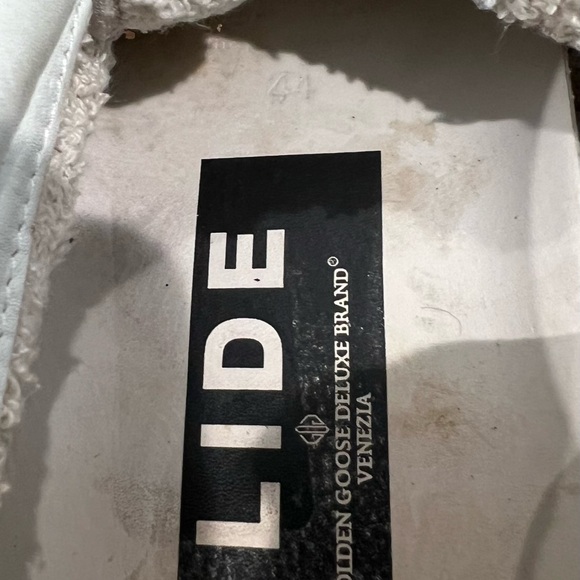 44
LIDE
OLDEN GOOSE DELUXE BRAND®
VENEZIA